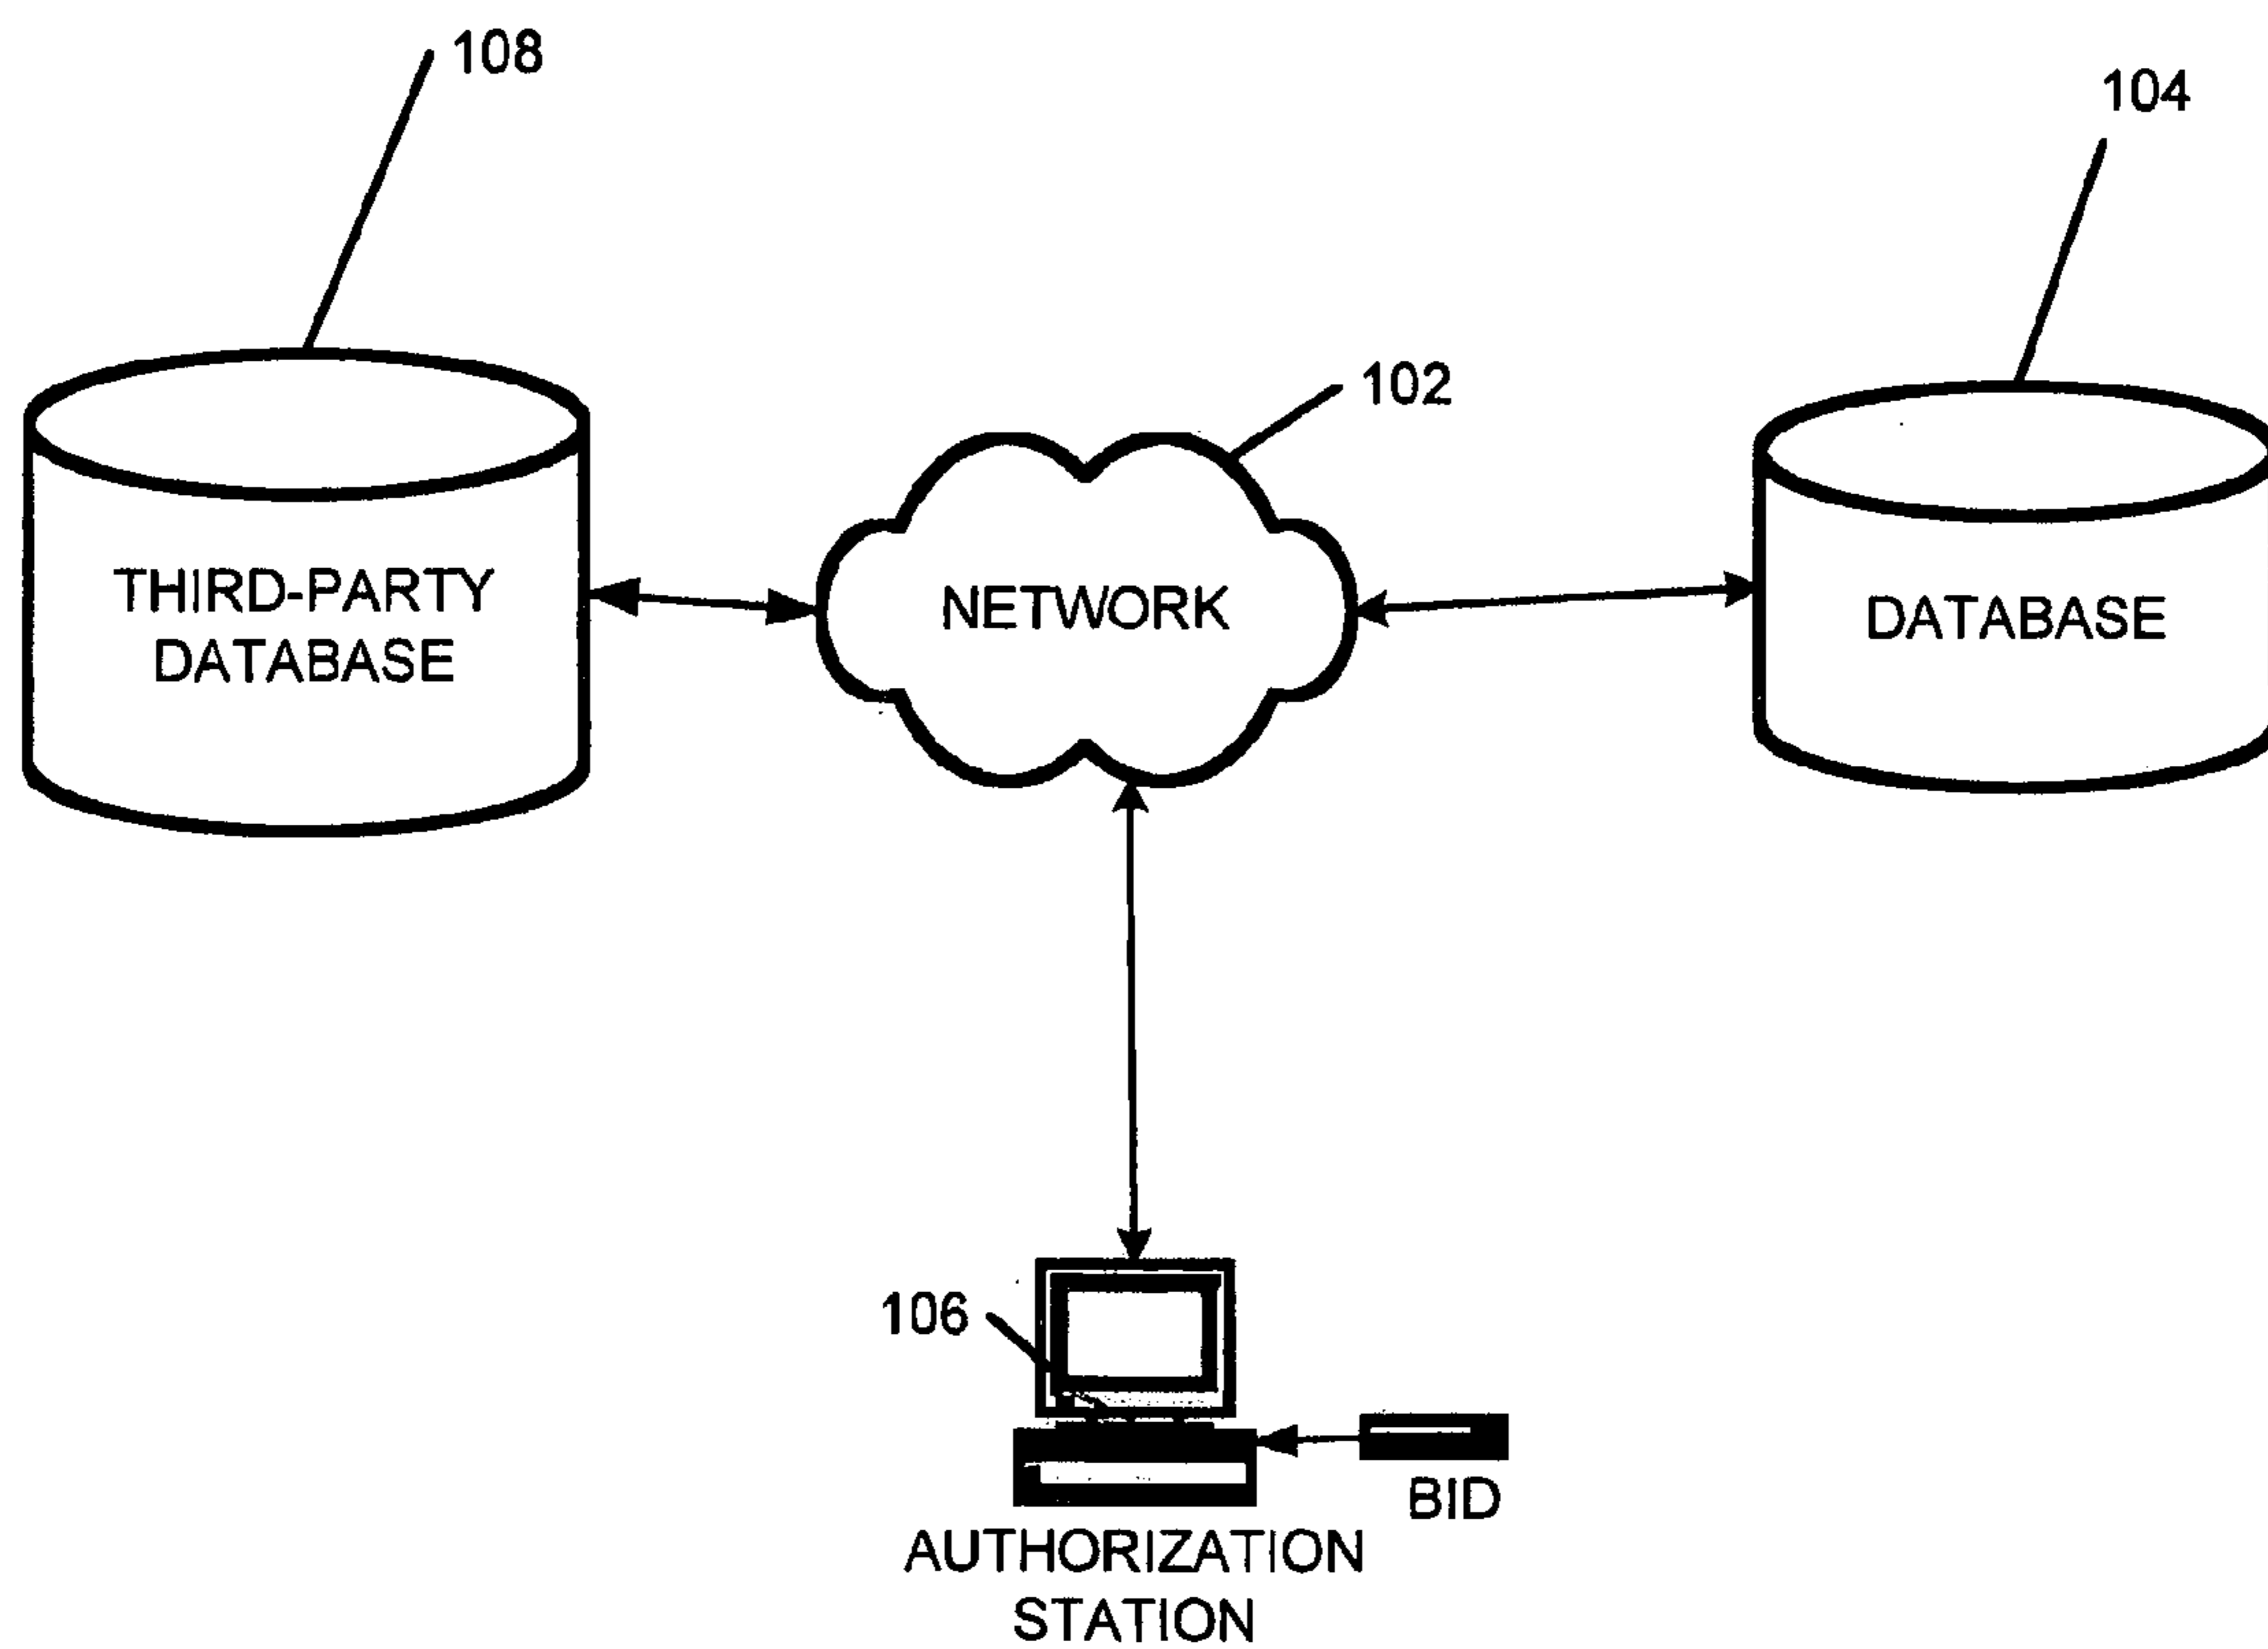 108
104
102
THIRD-PARTY
DATABASE
NETWORK
DATABASE
106
BID
AUTHORIZATION
STATION